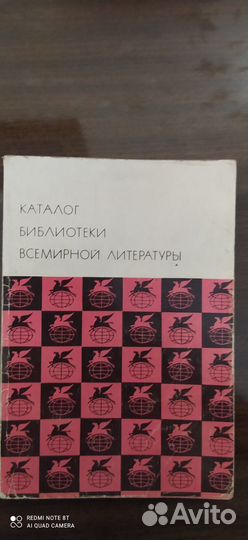 КАТАЛОГ
БИБЛИОТЕКИ
ВСЕМИРНОЙ ЛИТЕРАТУРЫ
REDMI NOTE 8T
AI QUAD CAMERA
Avito